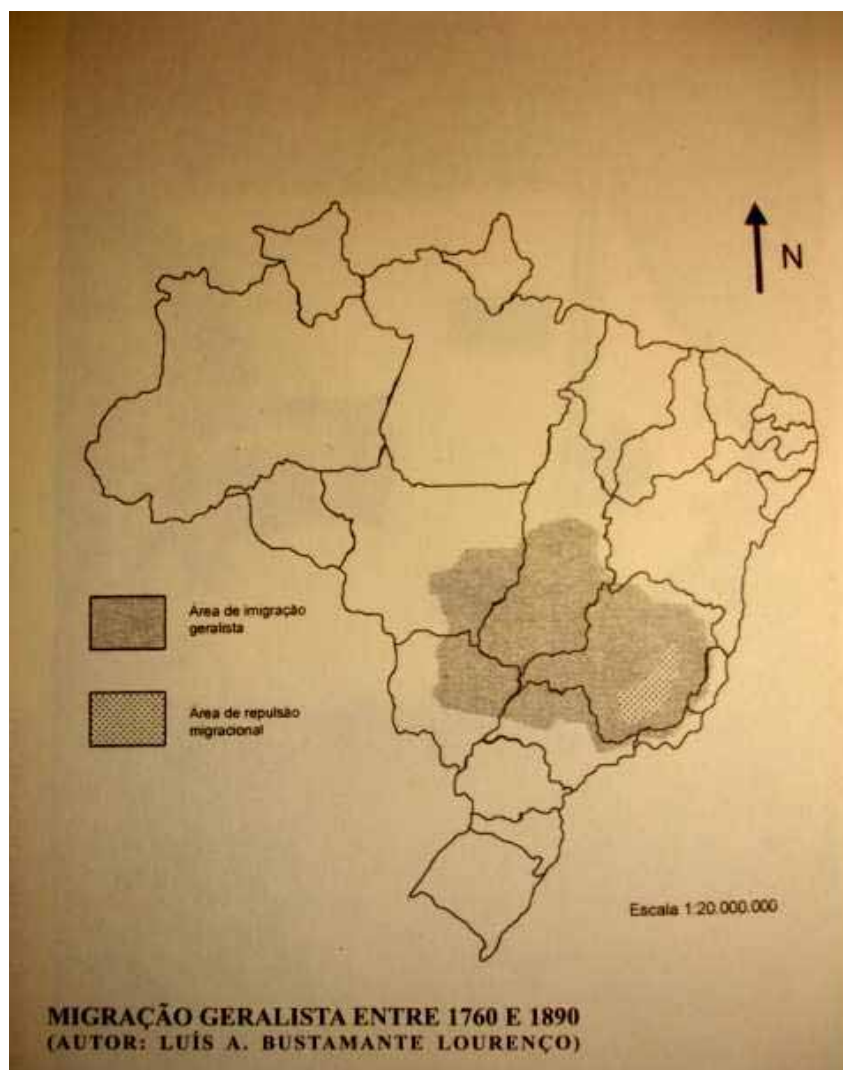 N
Área de imigração
geralista
Área de repulsão
migracional
Escala 1:20.000.000
MIGRAÇÃO GERALISTA ENTRE 1760 E 1890
(AUTOR: LUÍS A. BUSTAMANTE LOURENÇO)